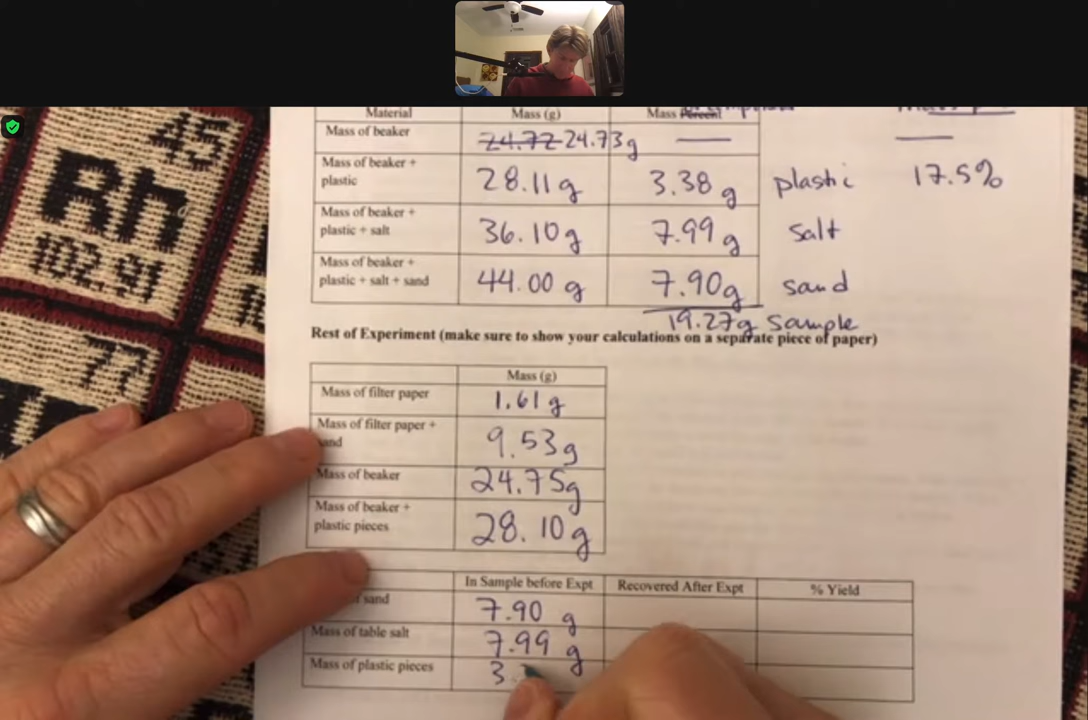 45
Rh
102.91
77
Material Mass (g) Mass Percent
Mass of beaker 24.72 24.73g —
Mass of beaker + plastic 28.11g 3.38g plastic 17.5%
Mass of beaker + plastic + salt 36.10g 7.99g salt
Mass of beaker + plastic + salt + sand 44.00g 7.90g sand
19.27g sample
Rest of Experiment (make sure to show your calculations on a separate piece of paper)
Mass (g)
Mass of filter paper 1.61g
Mass of filter paper + sand 9.53g
Mass of beaker 24.75g
Mass of beaker + plastic pieces 28.10g
In Sample before Expt Recovered After Expt % Yield
sand 7.90 g
Mass of table salt 7.99 g
Mass of plastic pieces 3.